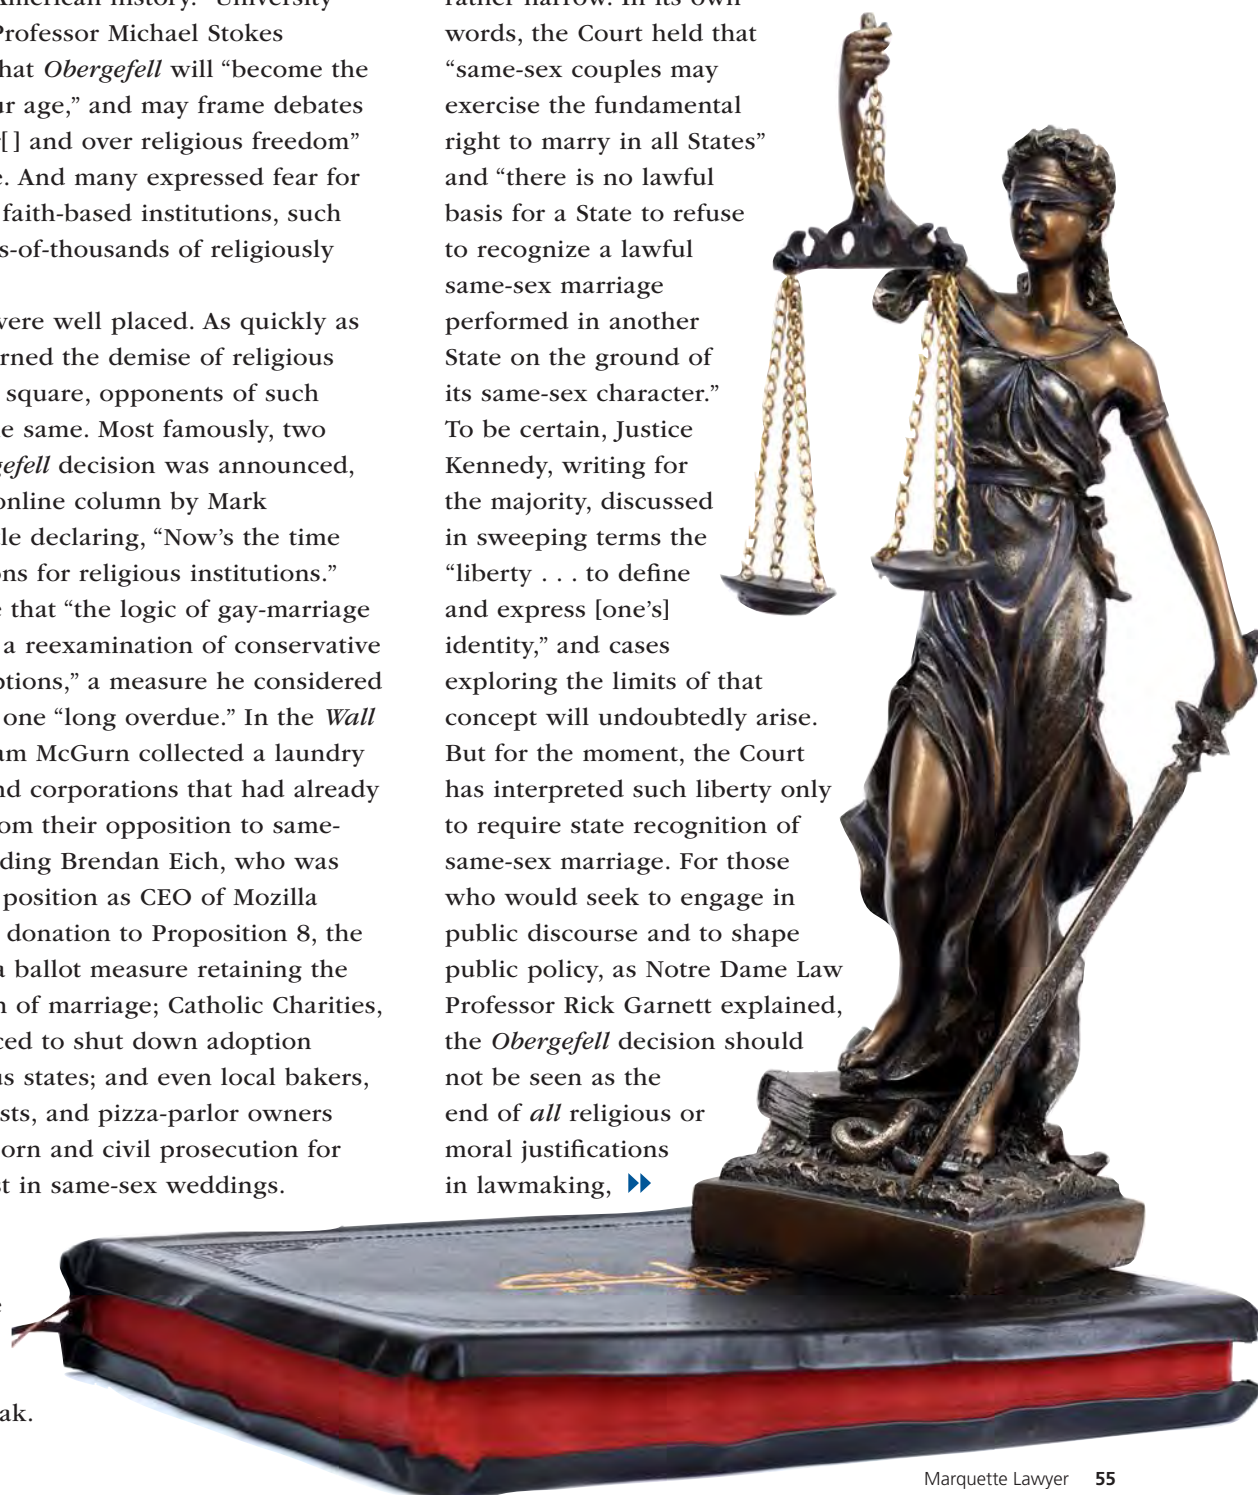 Professor Michael Stokes
hat Obergefell will “become the
ur age,” and may frame debates
[ ] and over religious freedom”
e. And many expressed fear for
faith-based institutions, such
s-of-thousands of religiously
were well placed. As quickly as
rned the demise of religious
square, opponents of such
e same. Most famously, two
gefell decision was announced,
online column by Mark
le declaring, “Now’s the time
ons for religious institutions.”
e that “the logic of gay-marriage
a reexamination of conservative
ptions,” a measure he considered
one “long overdue.” In the Wall
am McGurn collected a laundry
nd corporations that had already
om their opposition to same-
ding Brendan Eich, who was
position as CEO of Mozilla
donation to Proposition 8, the
a ballot measure retaining the
n of marriage; Catholic Charities,
ced to shut down adoption
us states; and even local bakers,
sts, and pizza-parlor owners
orn and civil prosecution for
st in same-sex weddings.
e
ak.
words, the Court held that
“same-sex couples may
exercise the fundamental
right to marry in all States”
and “there is no lawful
basis for a State to refuse
to recognize a lawful
same-sex marriage
performed in another
State on the ground of
its same-sex character.”
To be certain, Justice
Kennedy, writing for
the majority, discussed
in sweeping terms the
“liberty . . . to define
and express [one’s]
identity,” and cases
exploring the limits of that
concept will undoubtedly arise.
But for the moment, the Court
has interpreted such liberty only
to require state recognition of
same-sex marriage. For those
who would seek to engage in
public discourse and to shape
public policy, as Notre Dame Law
Professor Rick Garnett explained,
the Obergefell decision should
not be seen as the
end of all religious or
moral justifications
in lawmaking,
Marquette Lawyer 55